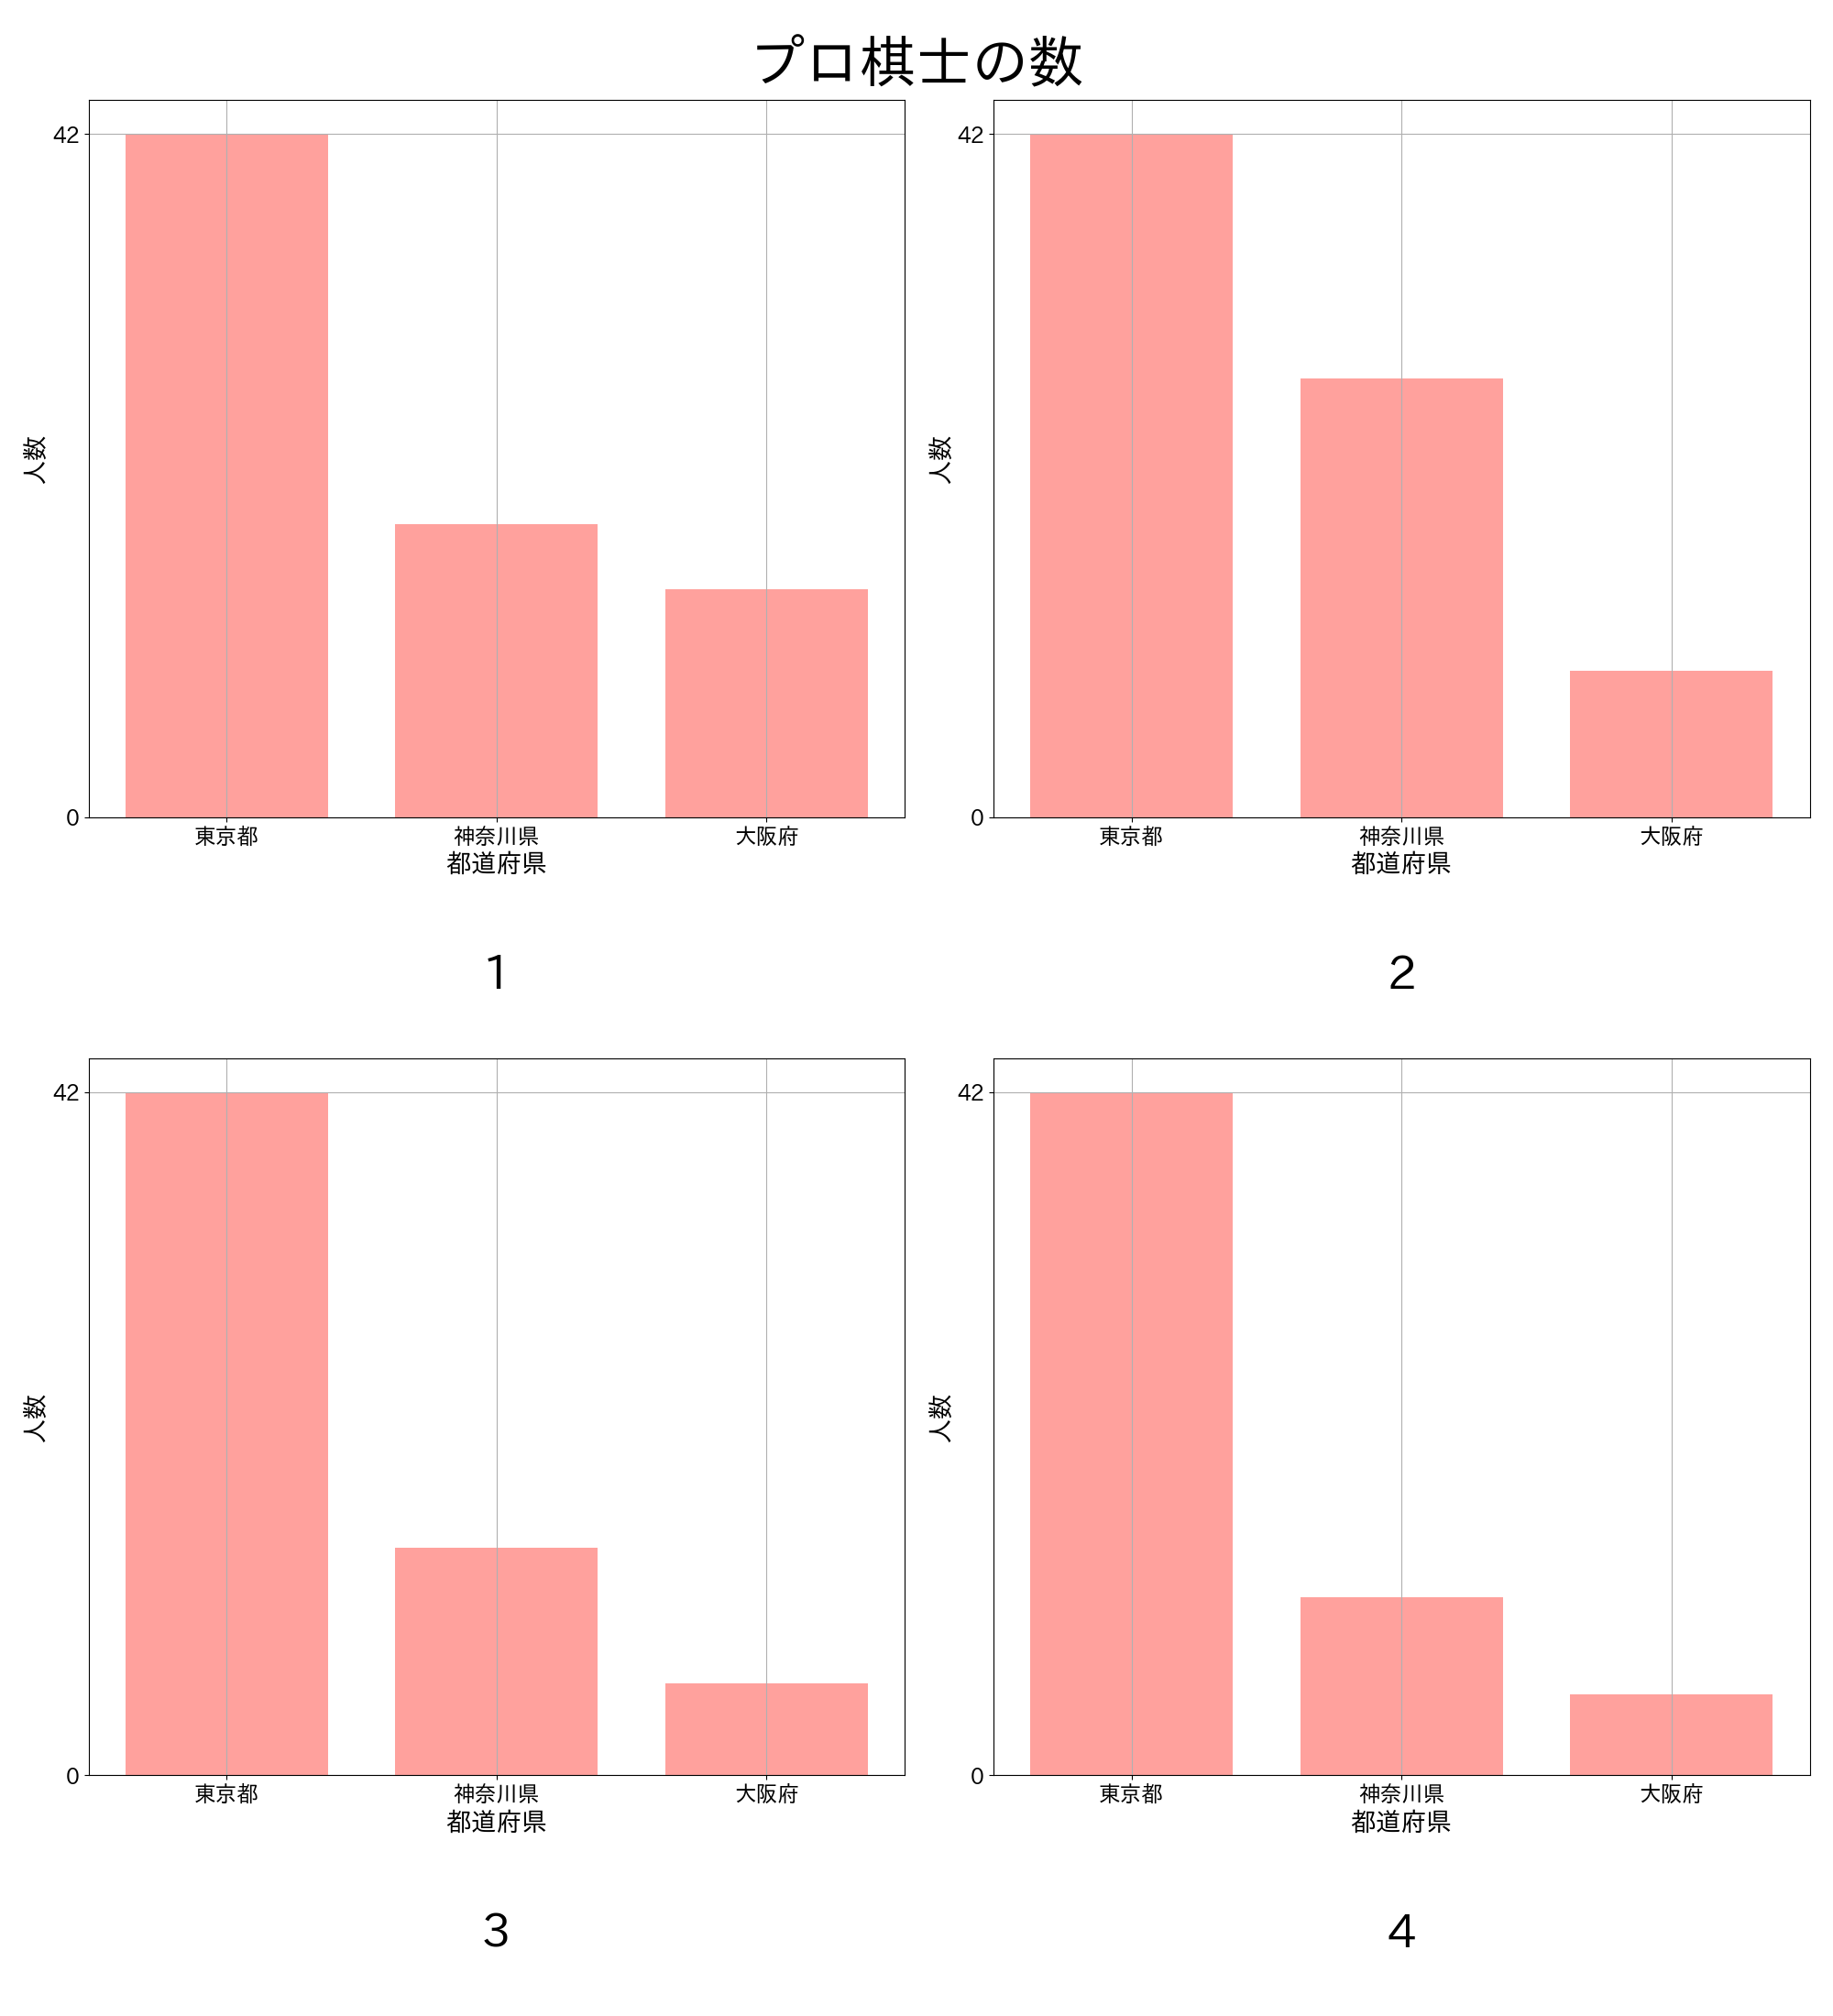 プロ棋士の数
42
0
人数
東京都 神奈川県 大阪府
都道府県
1
42
0
人数
東京都 神奈川県 大阪府
都道府県
2
42
0
人数
東京都 神奈川県 大阪府
都道府県
3
42
0
人数
東京都 神奈川県 大阪府
都道府県
4